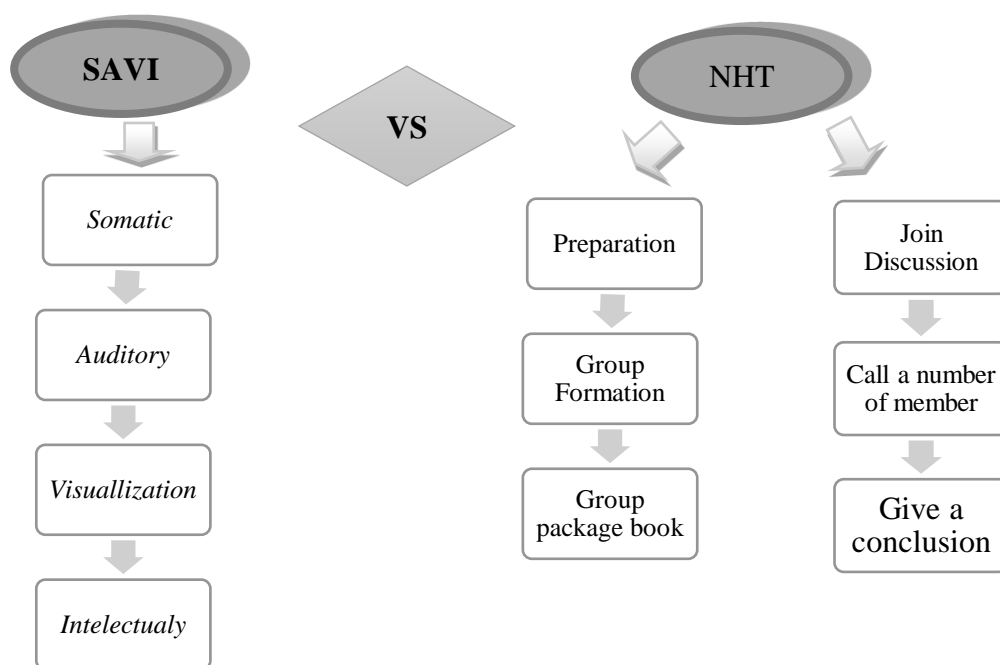 SAVI
VS
NHT
Somatic
Auditory
Visuallization
Intelectualy
Preparation
Group
Formation
Group
package book
Join
Discussion
Call a number
of member
Give a
conclusion